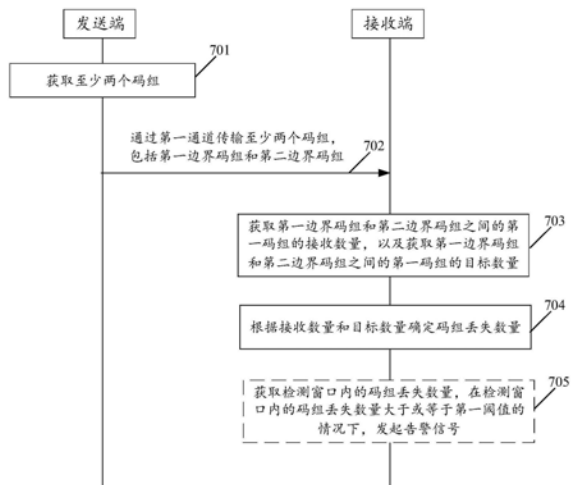 发送端
接收端
701
获取至少两个码组
通过第一通道传输至少两个码组，
包括第一边界码组和第二边界码组
702
获取第一边界码组和第二边界码组之间的第
一码组的接收数量，以及获取第一边界码组
和第二边界码组之间的第一码组的目标数量
703
根据接收数量和目标数量确定码组丢失数量
704
获取检测窗口内的码组丢失数量，在检测窗
口内的码组丢失数量大于或等于第一阈值的
情况下，发起告警信号
705